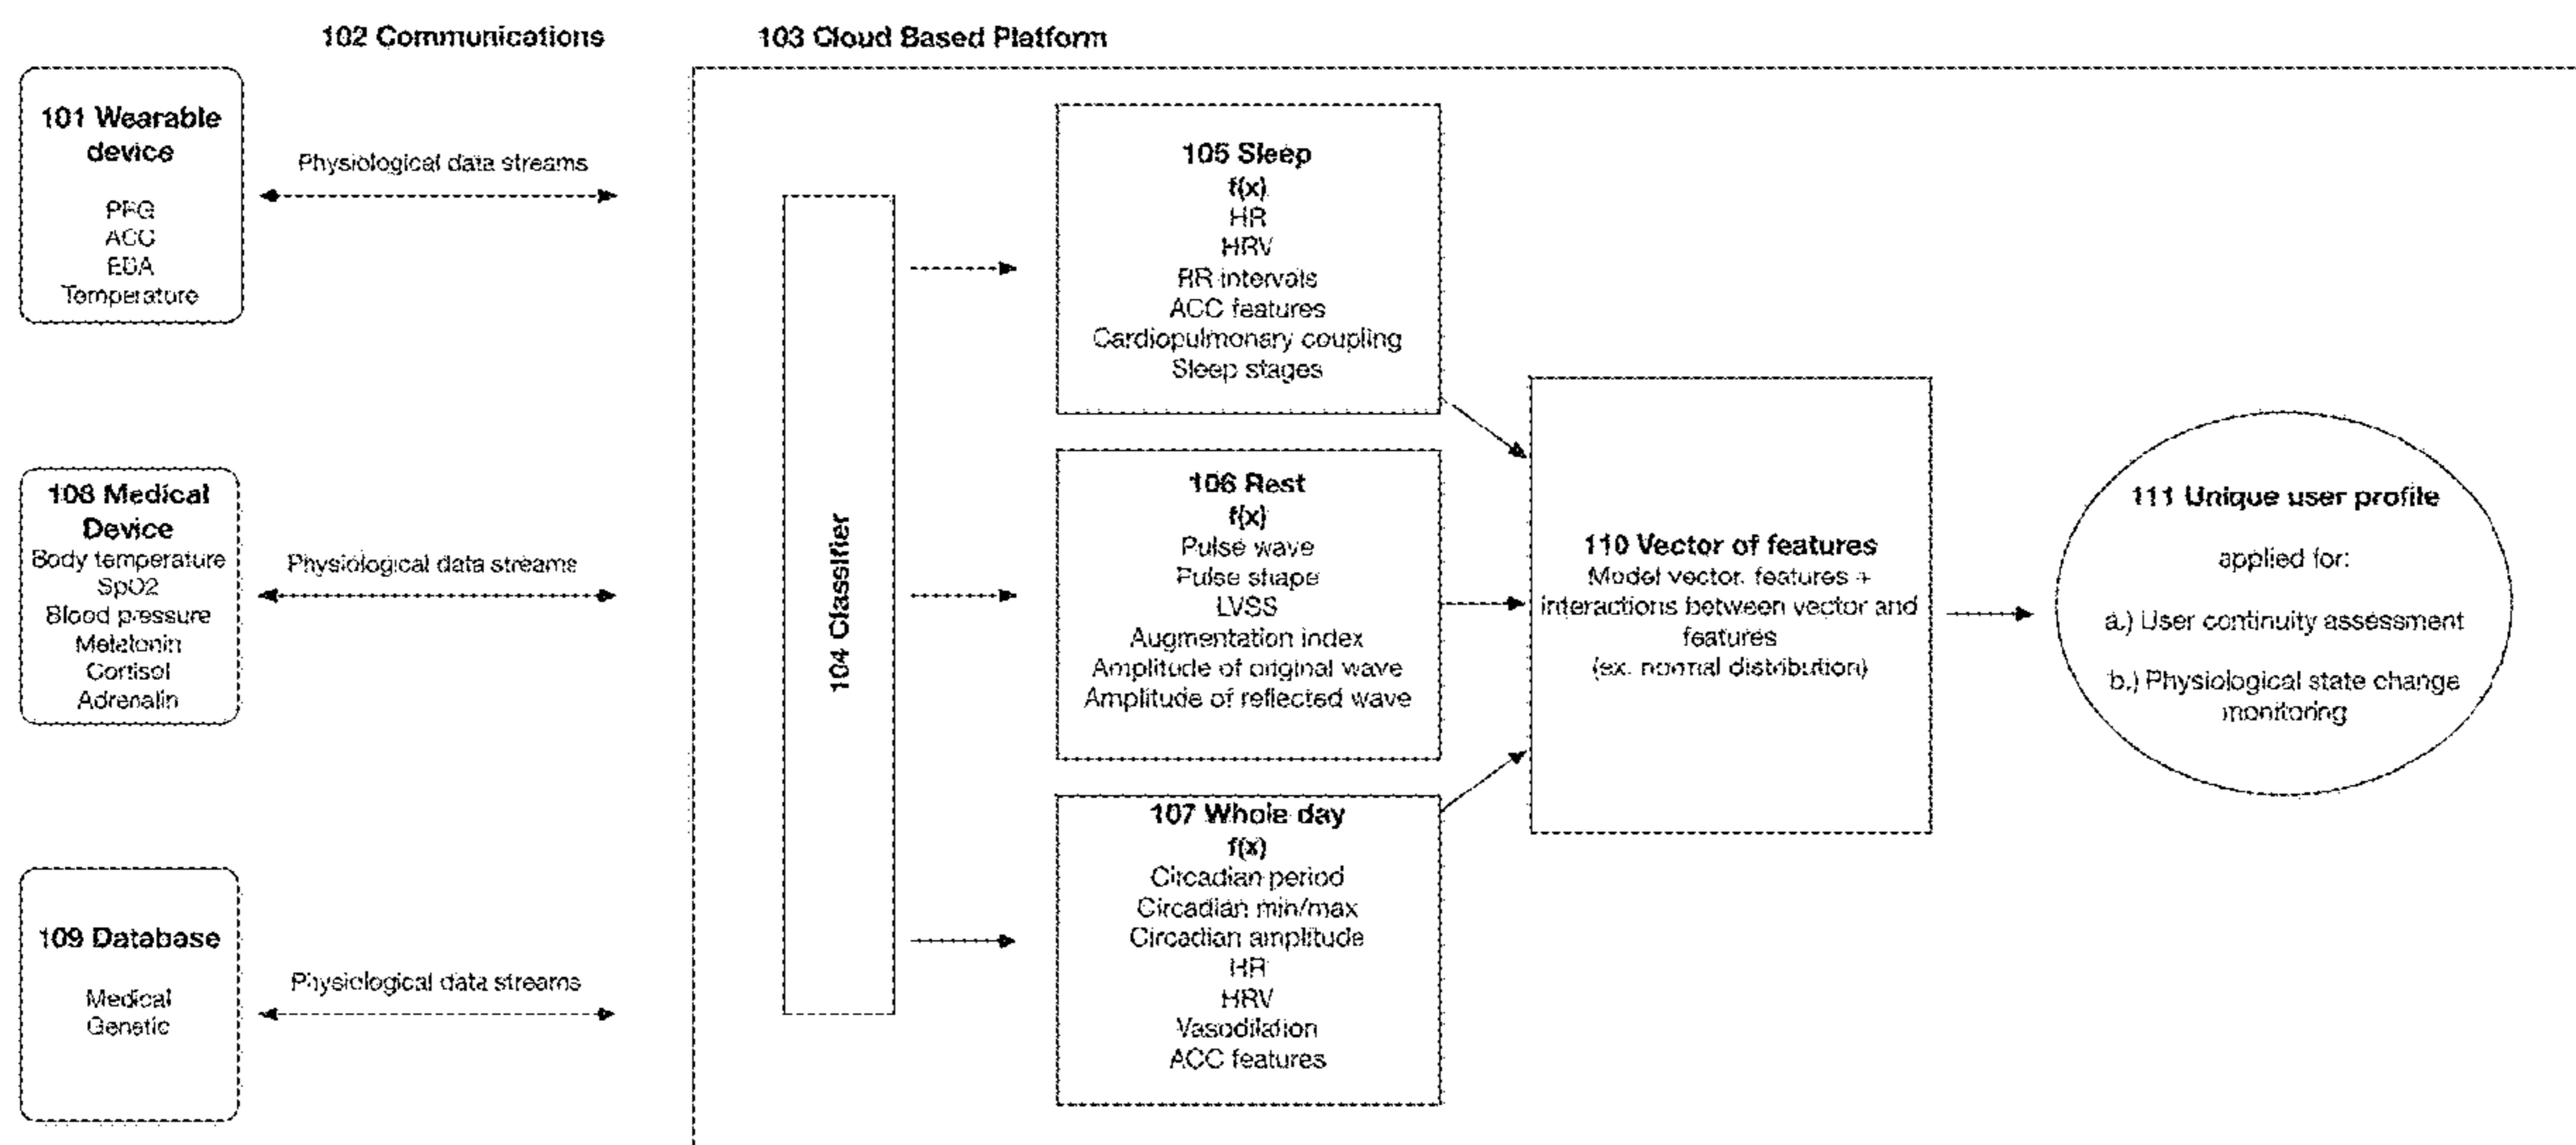 102 Communications
103 Cloud Based Platform
101 Wearable
device
PPG
ACC
EDA
Temperature
Physiological data streams
108 Medical
Device
Body temperature
SpO2
Blood pressure
Melatonin
Cortisol
Adrenalin
Physiological data streams
109 Database
Medical
Genetic
Physiological data streams
104 Classifier
105 Sleep
f(x)
HR
HRV
RR intervals
ACC features
Cardiopulmonary coupling
Sleep stages
106 Rest
f(x)
Pulse wave
Pulse shape
LVSS
Augmentation index
Amplitude of original wave
Amplitude of reflected wave
107 Whole day
f(x)
Circadian period
Circadian min/max
Circadian amplitude
HR
HRV
Vasodilation
ACC features
110 Vector of features
Model vector, features +
interactions between vector and
features
(ex. normal distribution)
111 Unique user profile
applied for:
a.) User continuity assessment
b.) Physiological state change
monitoring